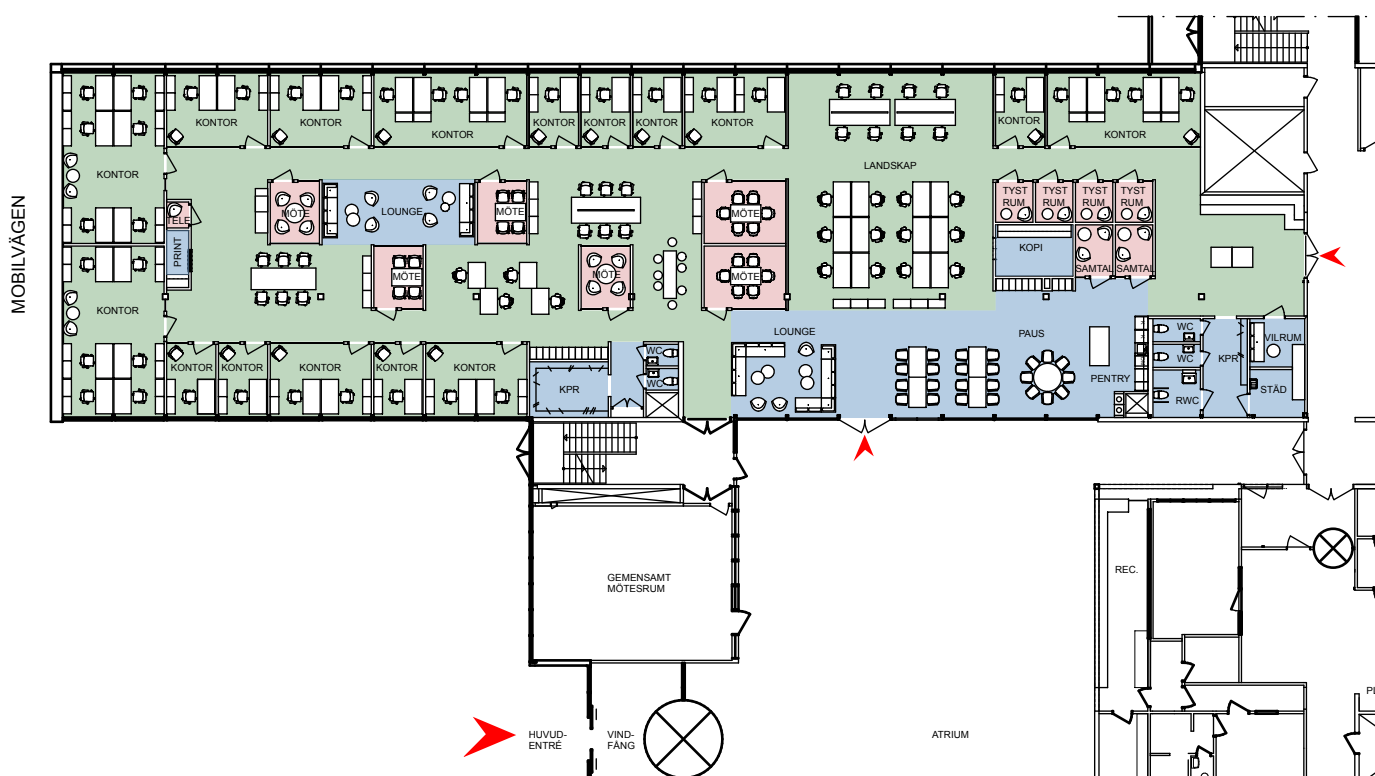 KONTOR
KONTOR
KONTOR
KONTOR
KONTOR
KONTOR
KONTOR
KONTOR
KONTOR
LANDSKAP
KONTOR
MOBILVÄGEN
TELE
PRINT
MÖTE
LOUNGE
MÖTE
MÖTE
TYST
RUM
TYST
RUM
TYST
RUM
TYST
RUM
KOPI
SAMTAL
SAMTAL
MÖTE
MÖTE
MÖTE
KONTOR
LOUNGE
PAUS
PENTRY
WC
WC
RWC
KPR
VILRUM
STÄD
KONTOR
KONTOR
KONTOR
KONTOR
KONTOR
KPR
WC
WC
GEMENSAMT
MÖTESRUM
REC.
HUVUD-
ENTRÉ
VIND-
FÅNG
ATRIUM